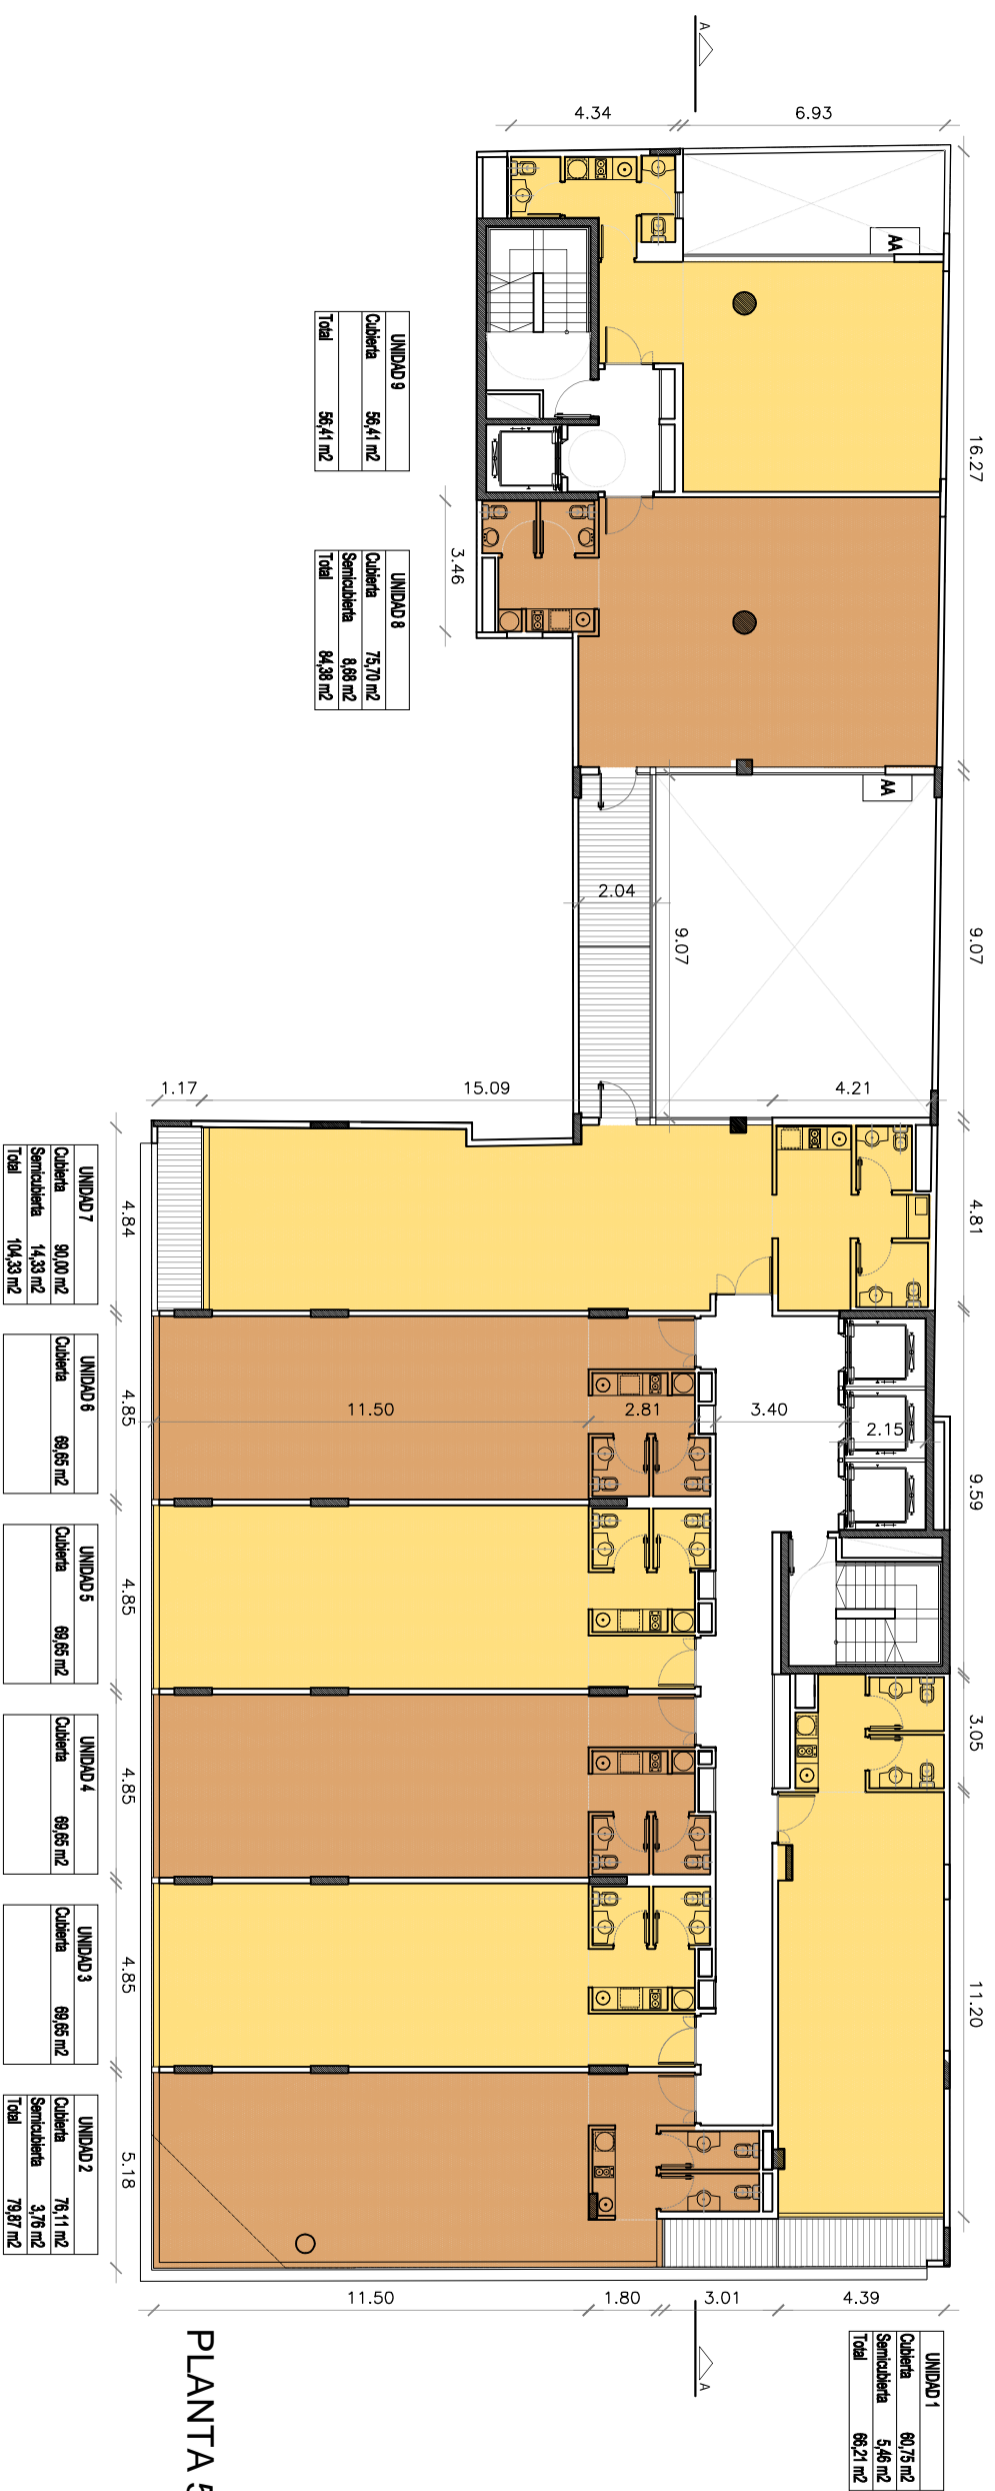 A
4.34
6.93
AA
16.27
UNIDAD 9
Cubierta 56,41 m2
Total 56,41 m2
UNIDAD 8
Cubierta 75,70 m2
Semicubierta 8,68 m2
Total 84,38 m2
3.46
AA
2.04
9.07
9.07
1.17
15.09
4.21
4.84
4.81
UNIDAD 7
Cubierta 90,00 m2
Semicubierta 14,33 m2
Total 104,33 m2
4.85
11.50
2.81
3.40
2.15
9.59
UNIDAD 6
Cubierta 69,65 m2
4.85
UNIDAD 5
Cubierta 69,65 m2
4.85
3.05
UNIDAD 4
Cubierta 69,65 m2
4.85
11.20
UNIDAD 3
Cubierta 69,65 m2
5.18
UNIDAD 2
Cubierta 76,11 m2
Semicubierta 3,76 m2
Total 79,87 m2
11.50
1.80
3.01
4.39
A
UNIDAD 1
Cubierta 60,75 m2
Semicubierta 5,46 m2
Total 66,21 m2
PLANTA 5